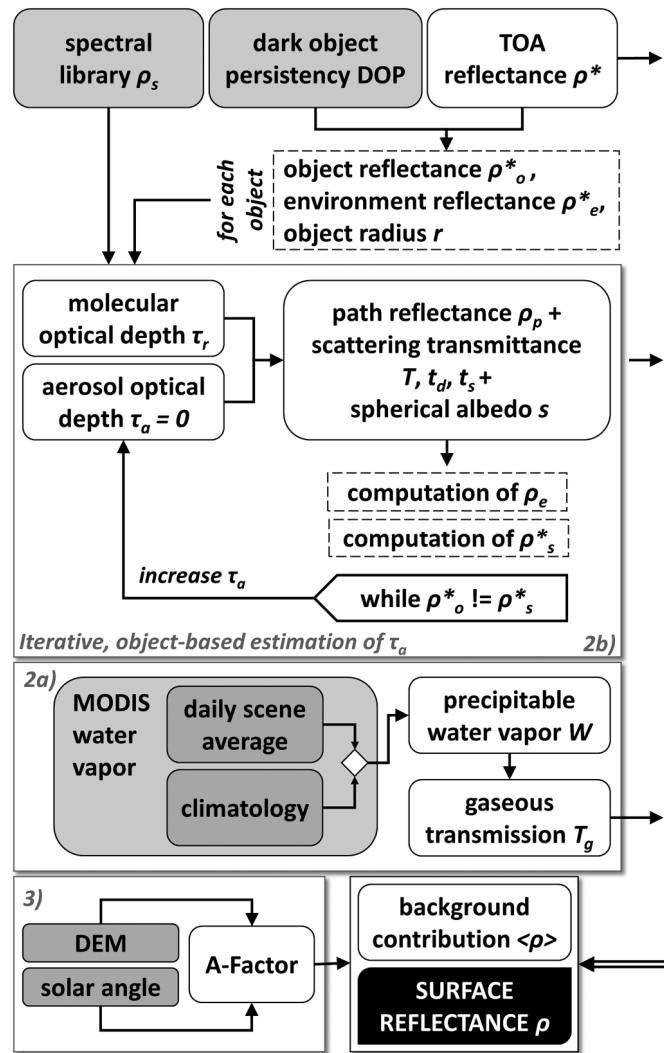 spectral
library ρs
dark object
persistency DOP
TOA
reflectance ρ*
for each
object
object reflectance ρ*o ,
environment reflectance ρ*e,
object radius r
molecular
optical depth τr
aerosol optical
depth τa = 0
path reflectance ρp +
scattering transmittance
T, td, ts +
spherical albedo s
computation of ρe
computation of ρ*s
increase τa
while ρ*o != ρ*s
Iterative, object-based estimation of τa
2b)
2a)
MODIS
water
vapor
daily scene
average
climatology
precipitable
water vapor W
gaseous
transmission Tg
3)
DEM
solar angle
A-Factor
background
contribution <ρ>
SURFACE
REFLECTANCE ρ